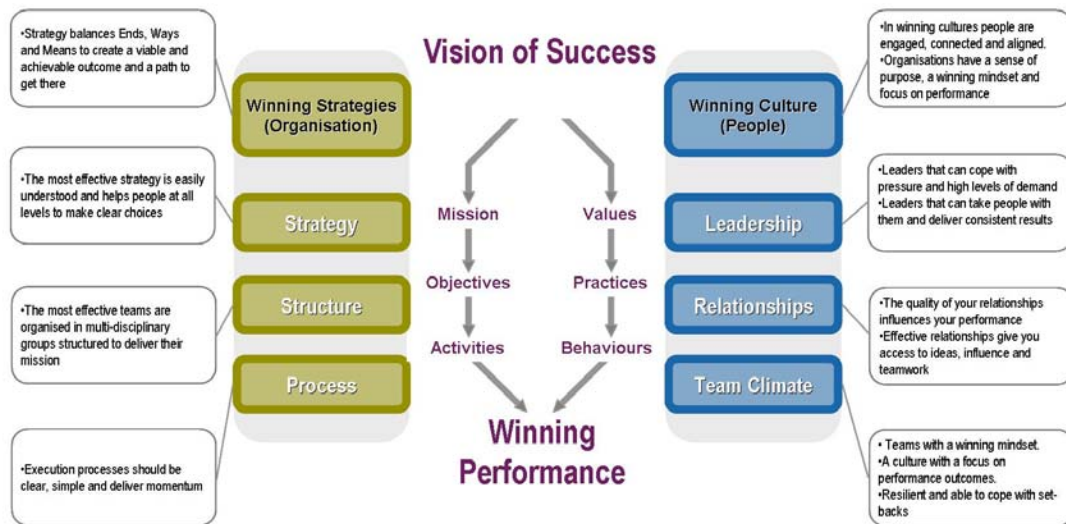 •Strategy balances Ends, Ways
and Means to create a viable and
achievable outcome and a path to
get there
•The most effective strategy is easily
understood and helps people at all
levels to make clear choices
•The most effective teams are
organised in multi-disciplinary
groups structured to deliver their
mission
•Execution processes should be
clear, simple and deliver momentum
Winning Strategies
(Organisation)
Strategy
Structure
Process
Vision of Success
Mission
Objectives
Activities
Values
Practices
Behaviours
Winning
Performance
Winning Culture
(People)
Leadership
Relationships
Team Climate
•In winning cultures people are
engaged, connected and aligned.
•Organisations have a sense of
purpose, a winning mindset and
focus on performance
•Leaders that can cope with
pressure and high levels of demand
•Leaders that can take people with
them and deliver consistent results
•The quality of your relationships
influences your performance
•Effective relationships give you
access to ideas, influence and
teamwork
• Teams with a winning mindset.
•A culture with a focus on
performance outcomes.
•Resilient and able to cope with set-
backs